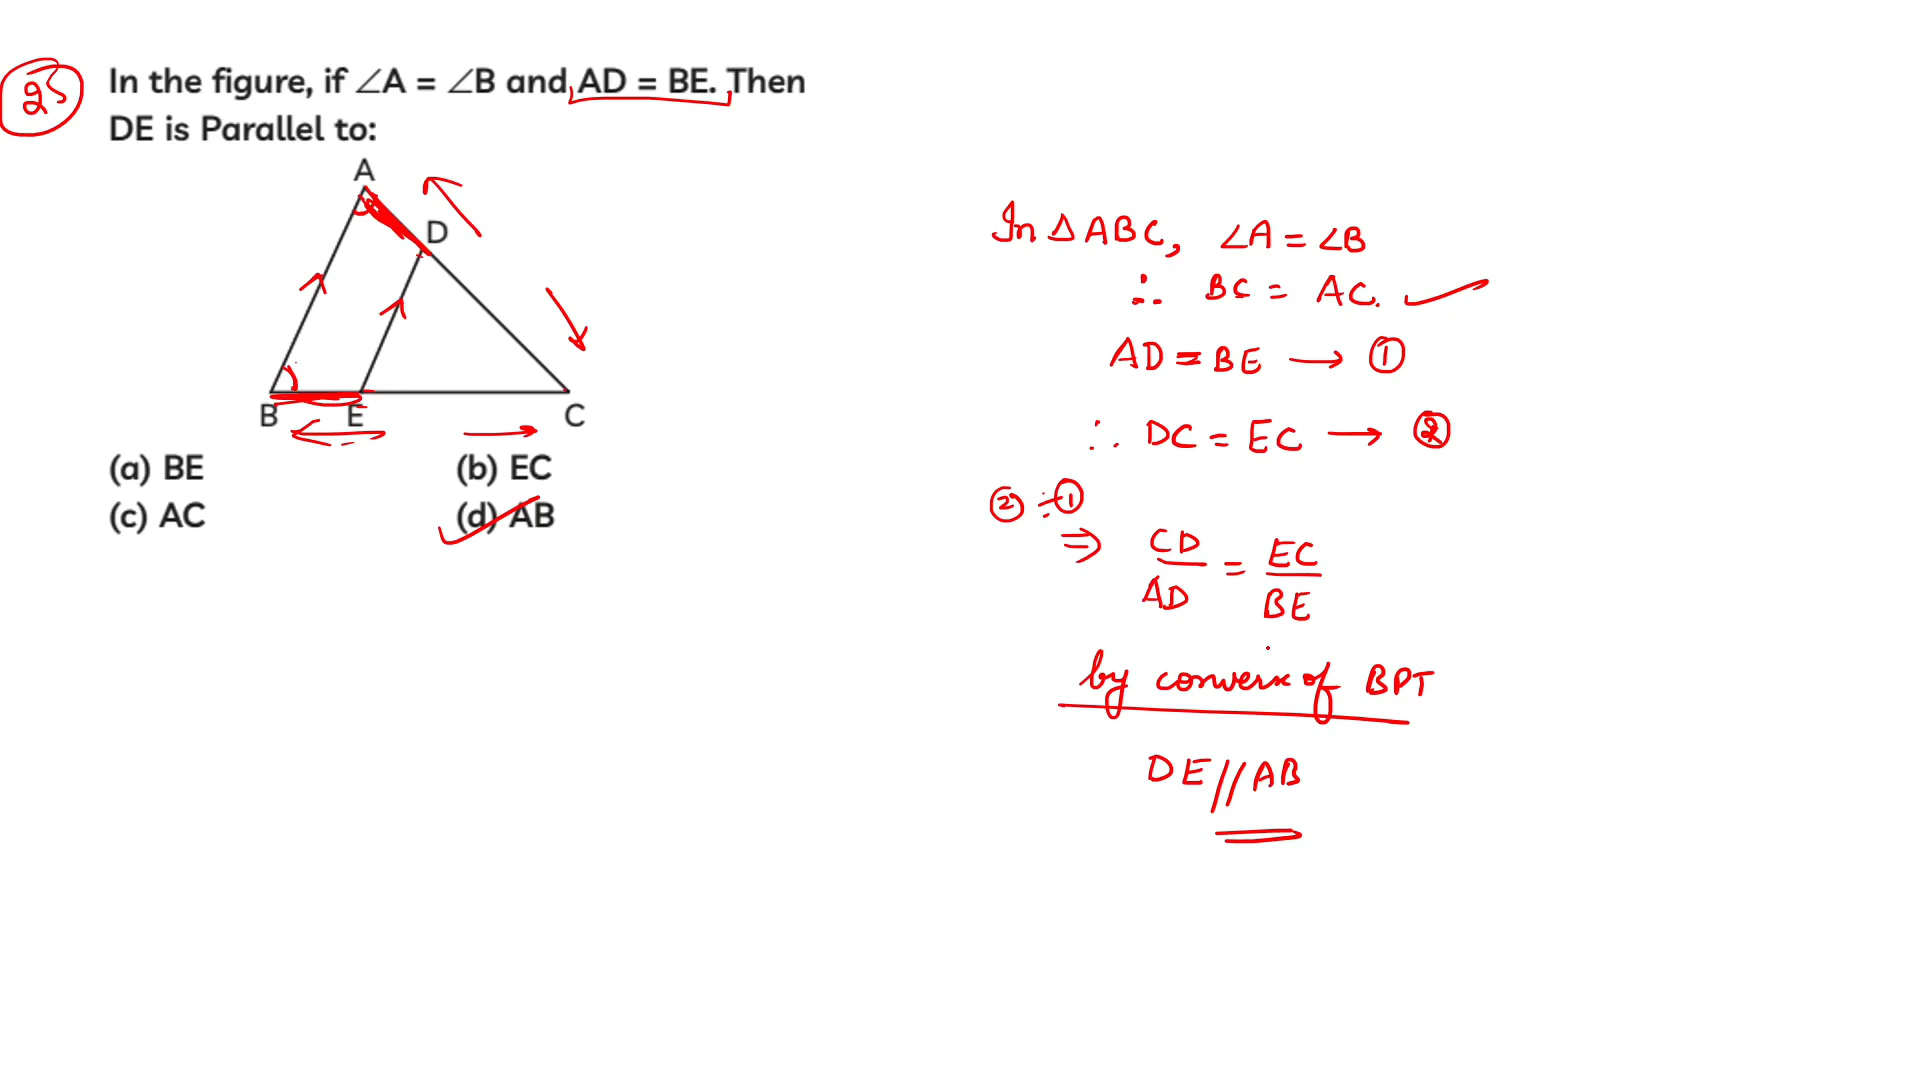 25
In the figure, if ∠A = ∠B and AD = BE. Then
DE is Parallel to:
A
D
B E C
(a) BE (b) EC
(c) AC (d) AB
In △ ABC, ∠A = ∠B
∴ BC = AC.
AD = BE → ①
∴ DC = EC → ②
② ÷ ①
⇒ CD/AD = EC/BE
by converse of BPT
DE // AB